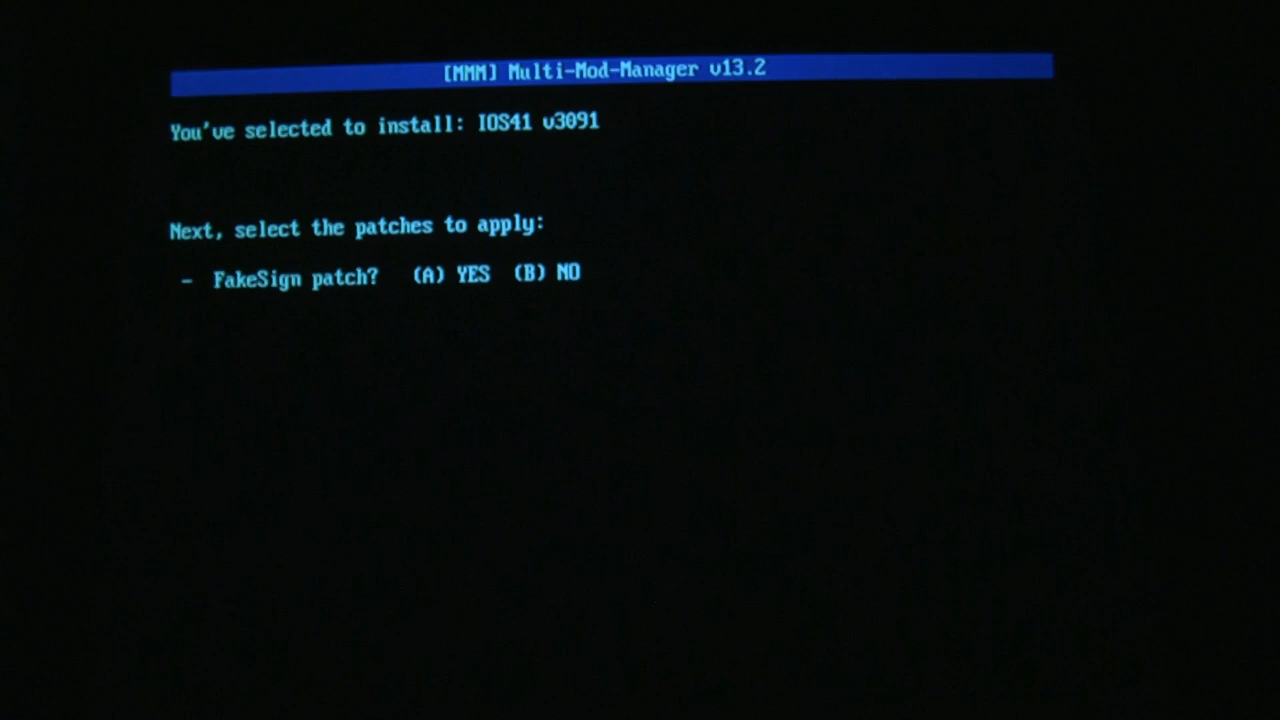 [MMM] Multi-Mod-Manager v13.2
You've selected to install: IOS41 v3091
Next, select the patches to apply:
- FakeSign patch? (A) YES (B) NO